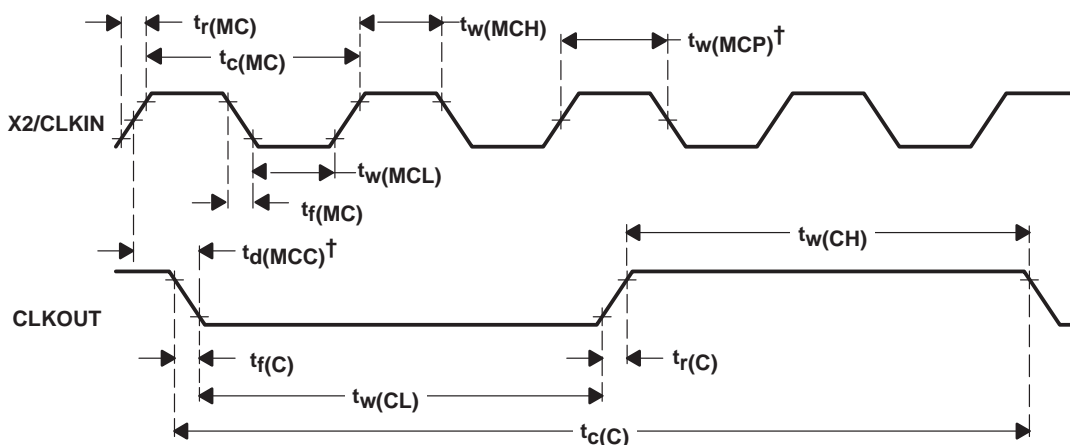 tr(MC)
tw(MCH)
tw(MCP)†
tc(MC)
X2/CLKIN
tw(MCL)
tf(MC)
tw(CH)
td(MCC)†
CLKOUT
tf(C)
tr(C)
tw(CL)
tc(C)